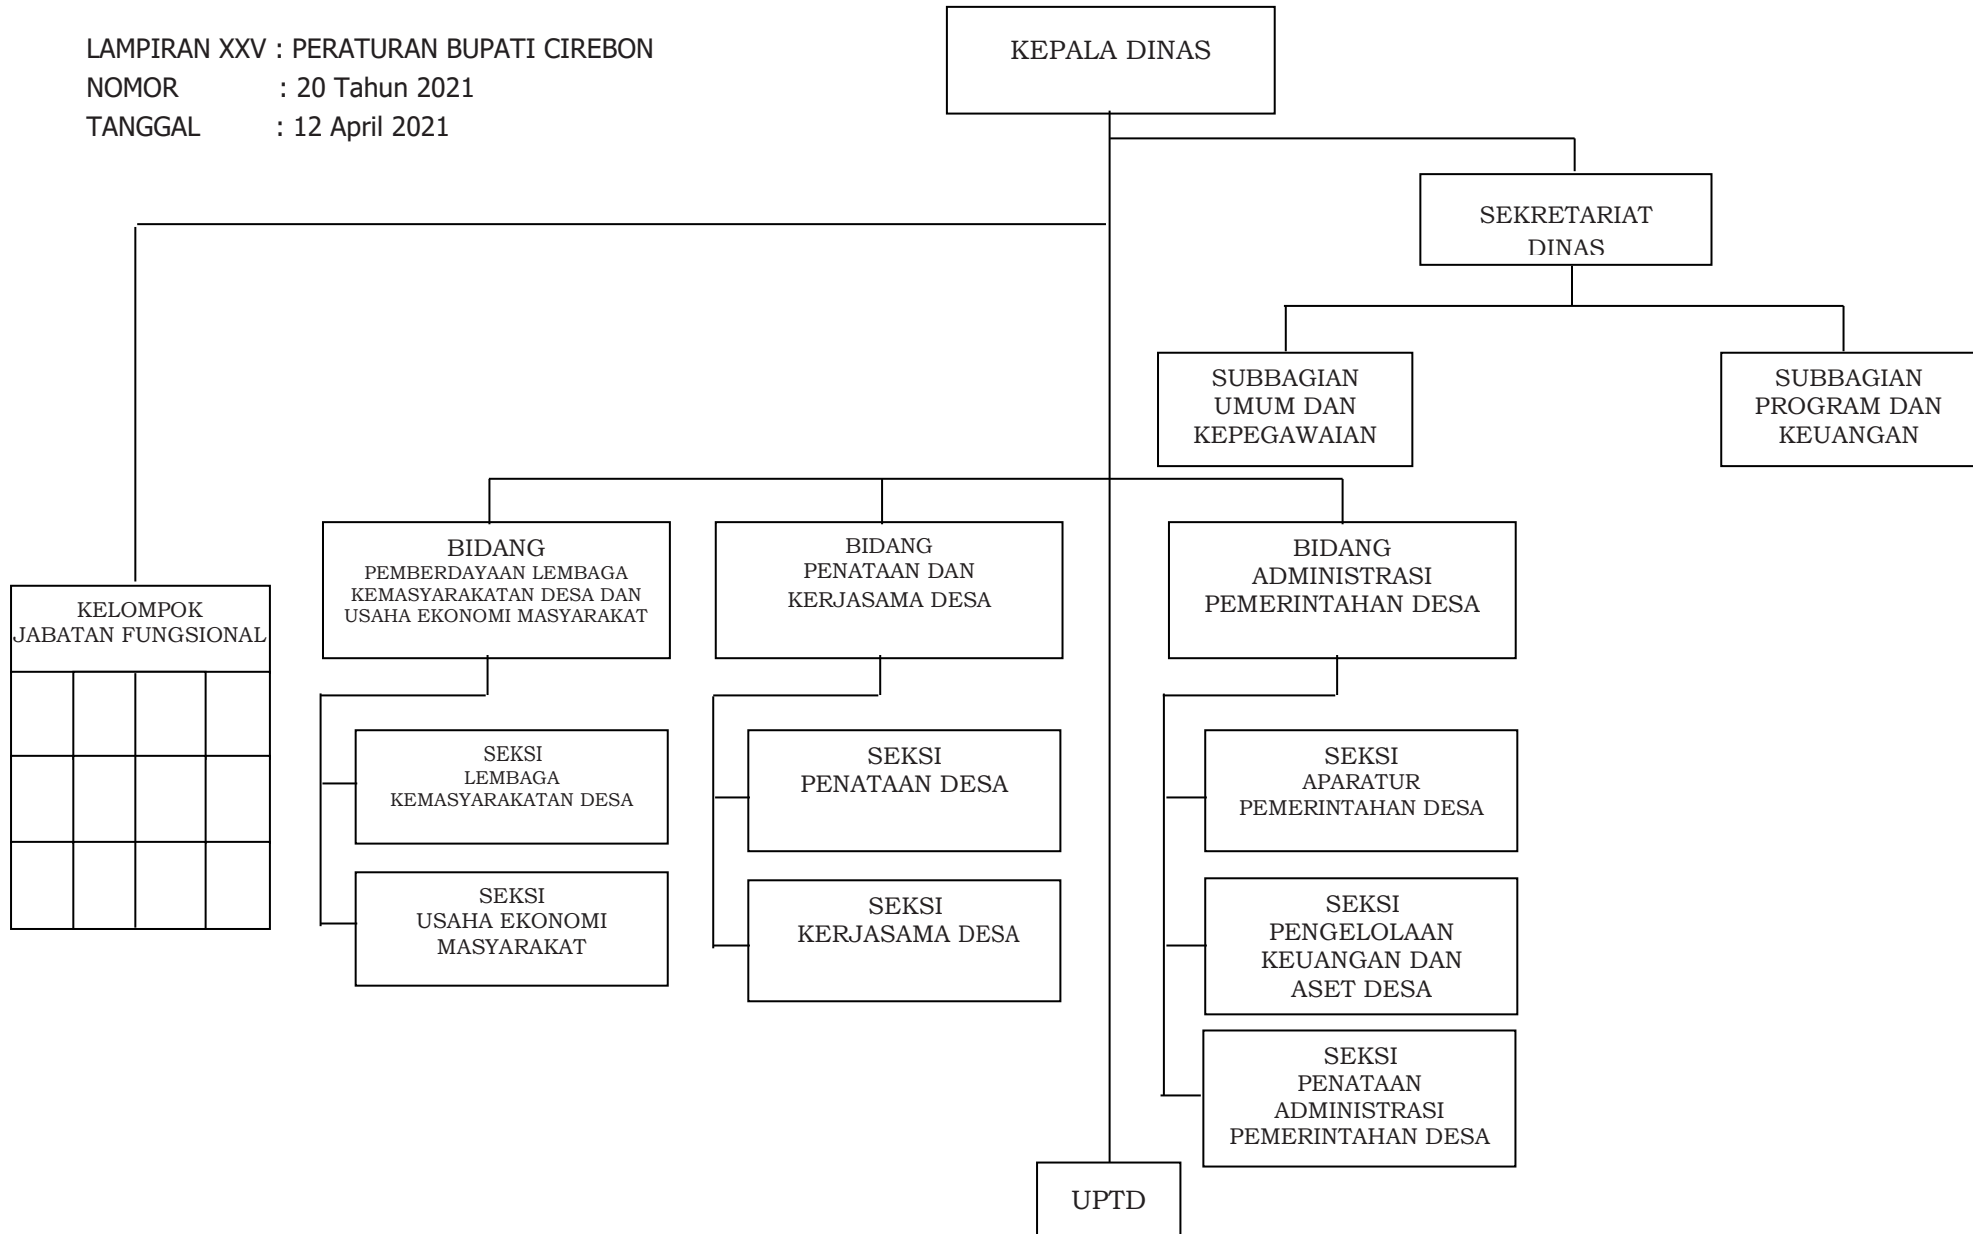 LAMPIRAN XXV : PERATURAN BUPATI CIREBON
NOMOR : 20 Tahun 2021
TANGGAL : 12 April 2021
KEPALA DINAS
SEKRETARIAT
DINAS
SUBBAGIAN
UMUM DAN
KEPEGAWAIAN
SUBBAGIAN
PROGRAM DAN
KEUANGAN
KELOMPOK
JABATAN FUNGSIONAL
BIDANG
PEMBERDAYAAN LEMBAGA
KEMASYARAKATAN DESA DAN
USAHA EKONOMI MASYARAKAT
BIDANG
PENATAAN DAN
KERJASAMA DESA
BIDANG
ADMINISTRASI
PEMERINTAHAN DESA
SEKSI
LEMBAGA
KEMASYARAKATAN DESA
SEKSI
USAHA EKONOMI
MASYARAKAT
SEKSI
PENATAAN DESA
SEKSI
KERJASAMA DESA
SEKSI
APARATUR
PEMERINTAHAN DESA
SEKSI
PENGELOLAAN
KEUANGAN DAN
ASET DESA
SEKSI
PENATAAN
ADMINISTRASI
PEMERINTAHAN DESA
UPTD